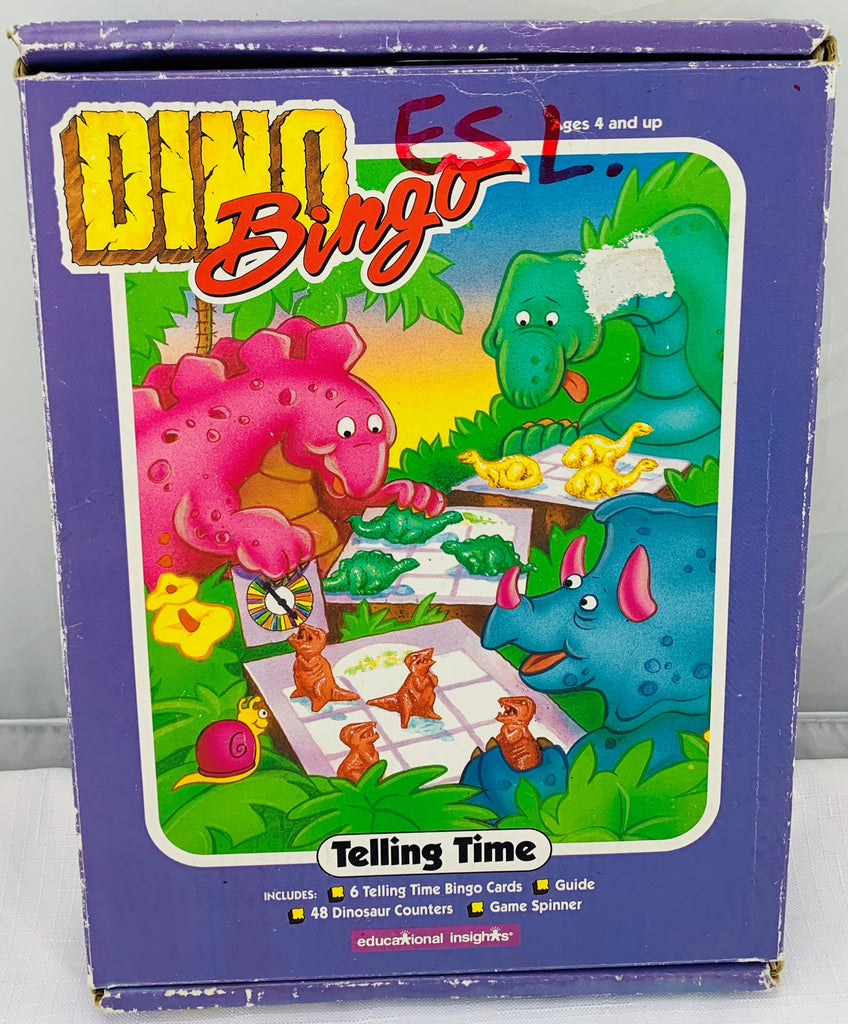 ESL.
Ages 4 and up
DINO
Bingo
Telling Time
INCLUDES: 6 Telling Time Bingo Cards Guide
48 Dinosaur Counters Game Spinner
educational insights®